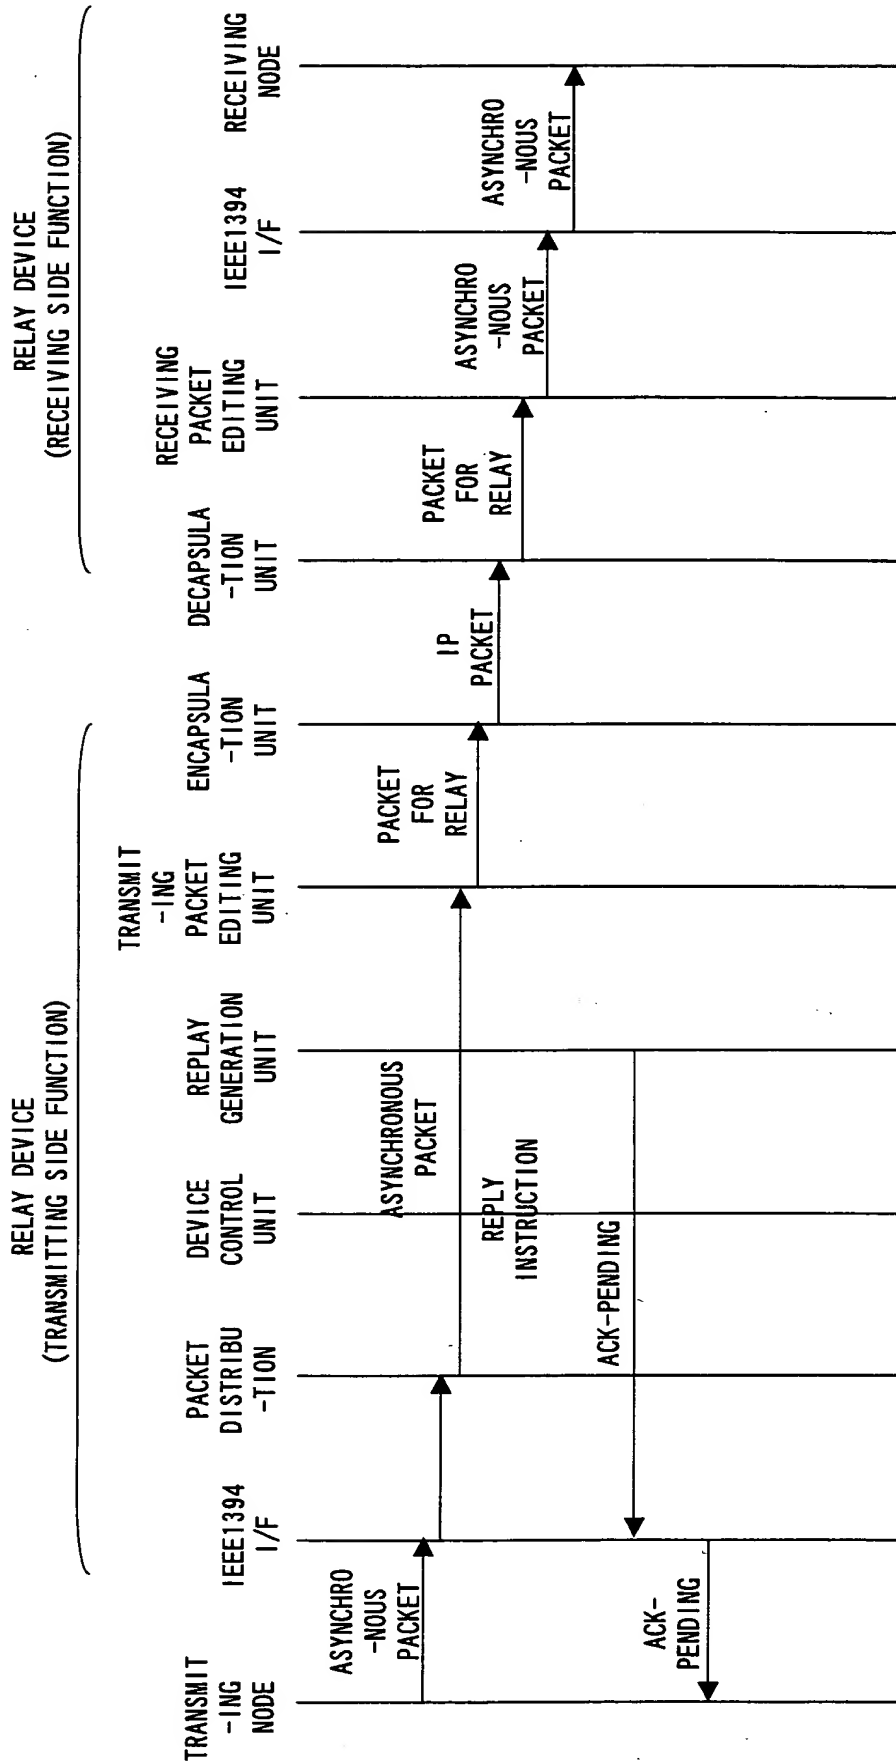 RELAY DEVICE
(TRANSMITTING SIDE FUNCTION)
RELAY DEVICE
(RECEIVING SIDE FUNCTION)
TRANSMIT
-ING
NODE
IEEE1394
I/F
PACKET
DISTRIBU
-TION
DEVICE
CONTROL
UNIT
REPLAY
GENERATION
UNIT
TRANSMIT
-ING
PACKET
EDITING
UNIT
ENCAPSULA
-TION
UNIT
DECAPSULA
-TION
UNIT
RECEIVING
PACKET
EDITING
UNIT
IEEE1394
I/F
RECEIVING
NODE
ASYNCHRO
-NOUS
PACKET
ASYNCHRONOUS
PACKET
PACKET
FOR
RELAY
IP
PACKET
PACKET
FOR
RELAY
ASYNCHRO
-NOUS
PACKET
ASYNCHRO
-NOUS
PACKET
REPLY
INSTRUCTION
ACK-PENDING
ACK-
PENDING